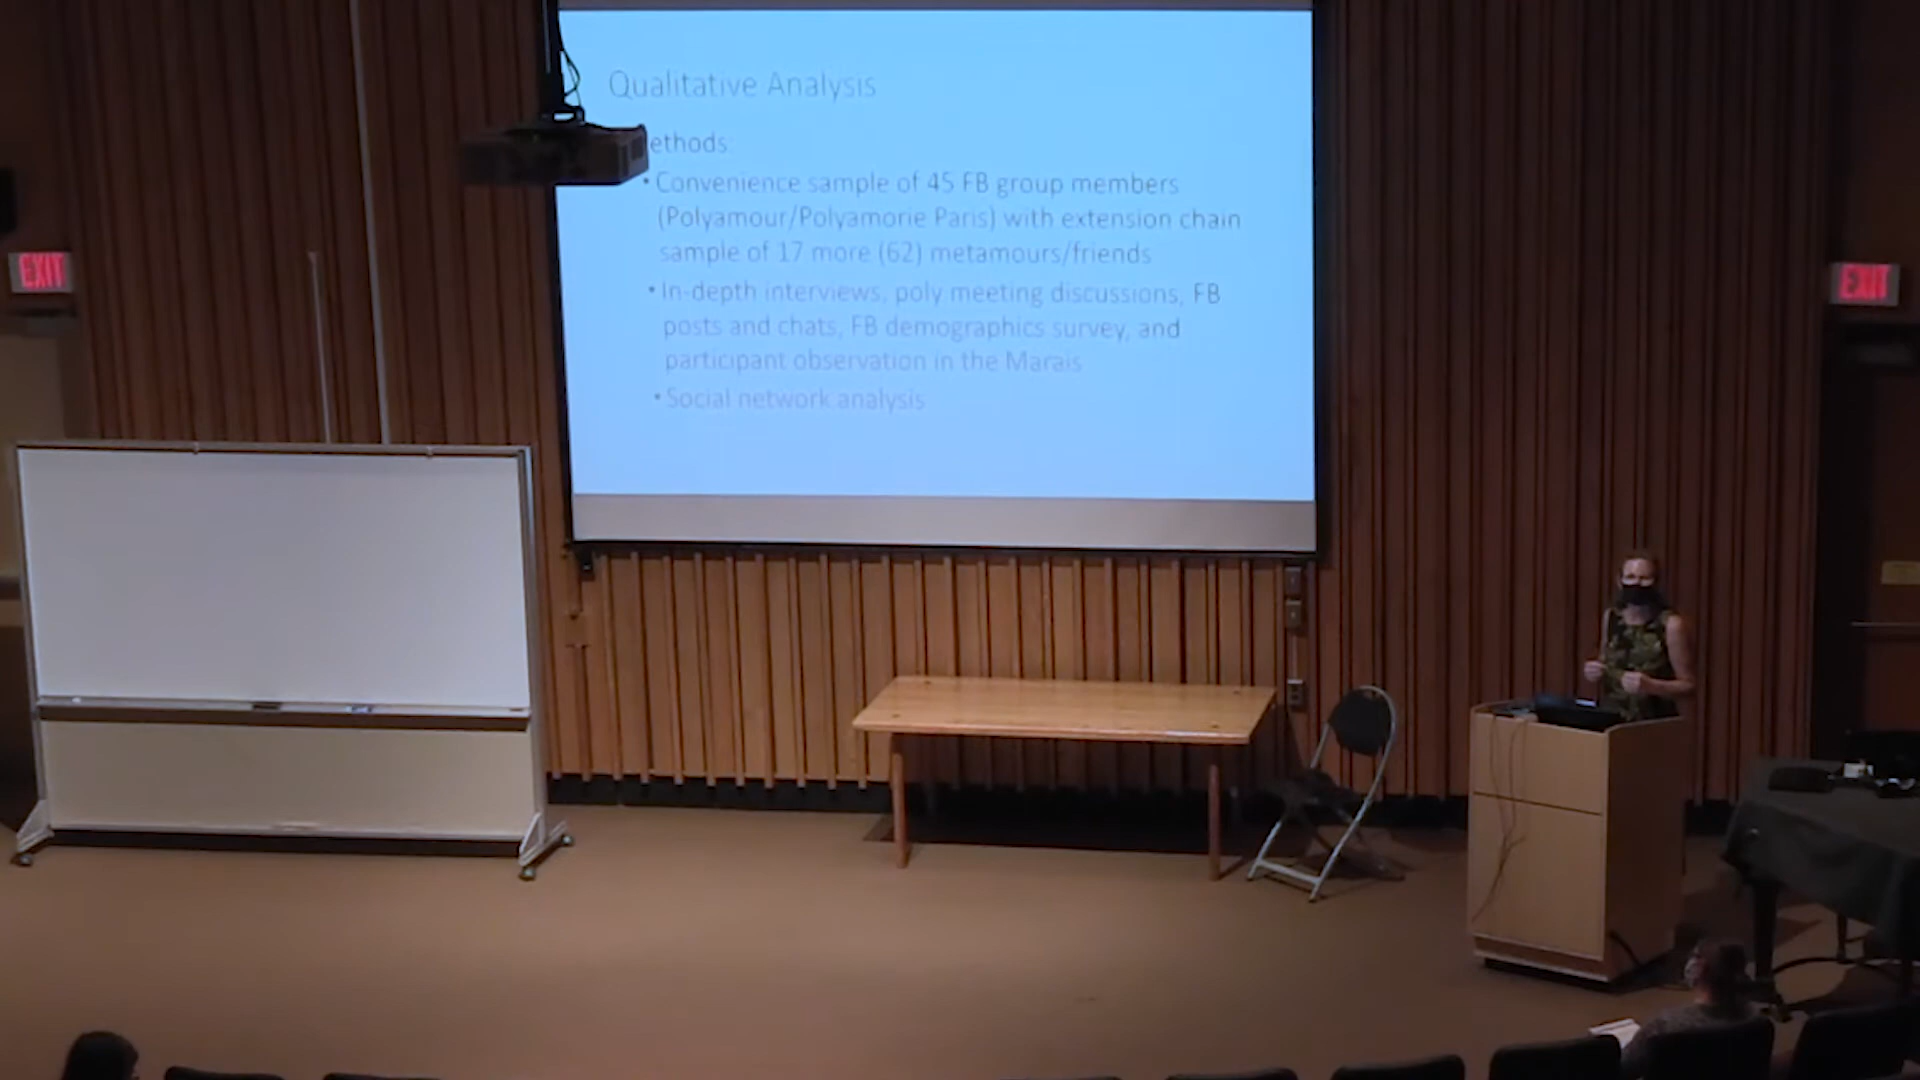 Qualitative Analysis
ethods:
• Convenience sample of 45 FB group members
(Polyamour/Polyamorie Paris) with extension chain
sample of 17 more (62) metamours/friends
• In-depth interviews, poly meeting discussions, FB
posts and chats, FB demographics survey, and
participant observation in the Marais
• Social network analysis
EXIT
EXIT